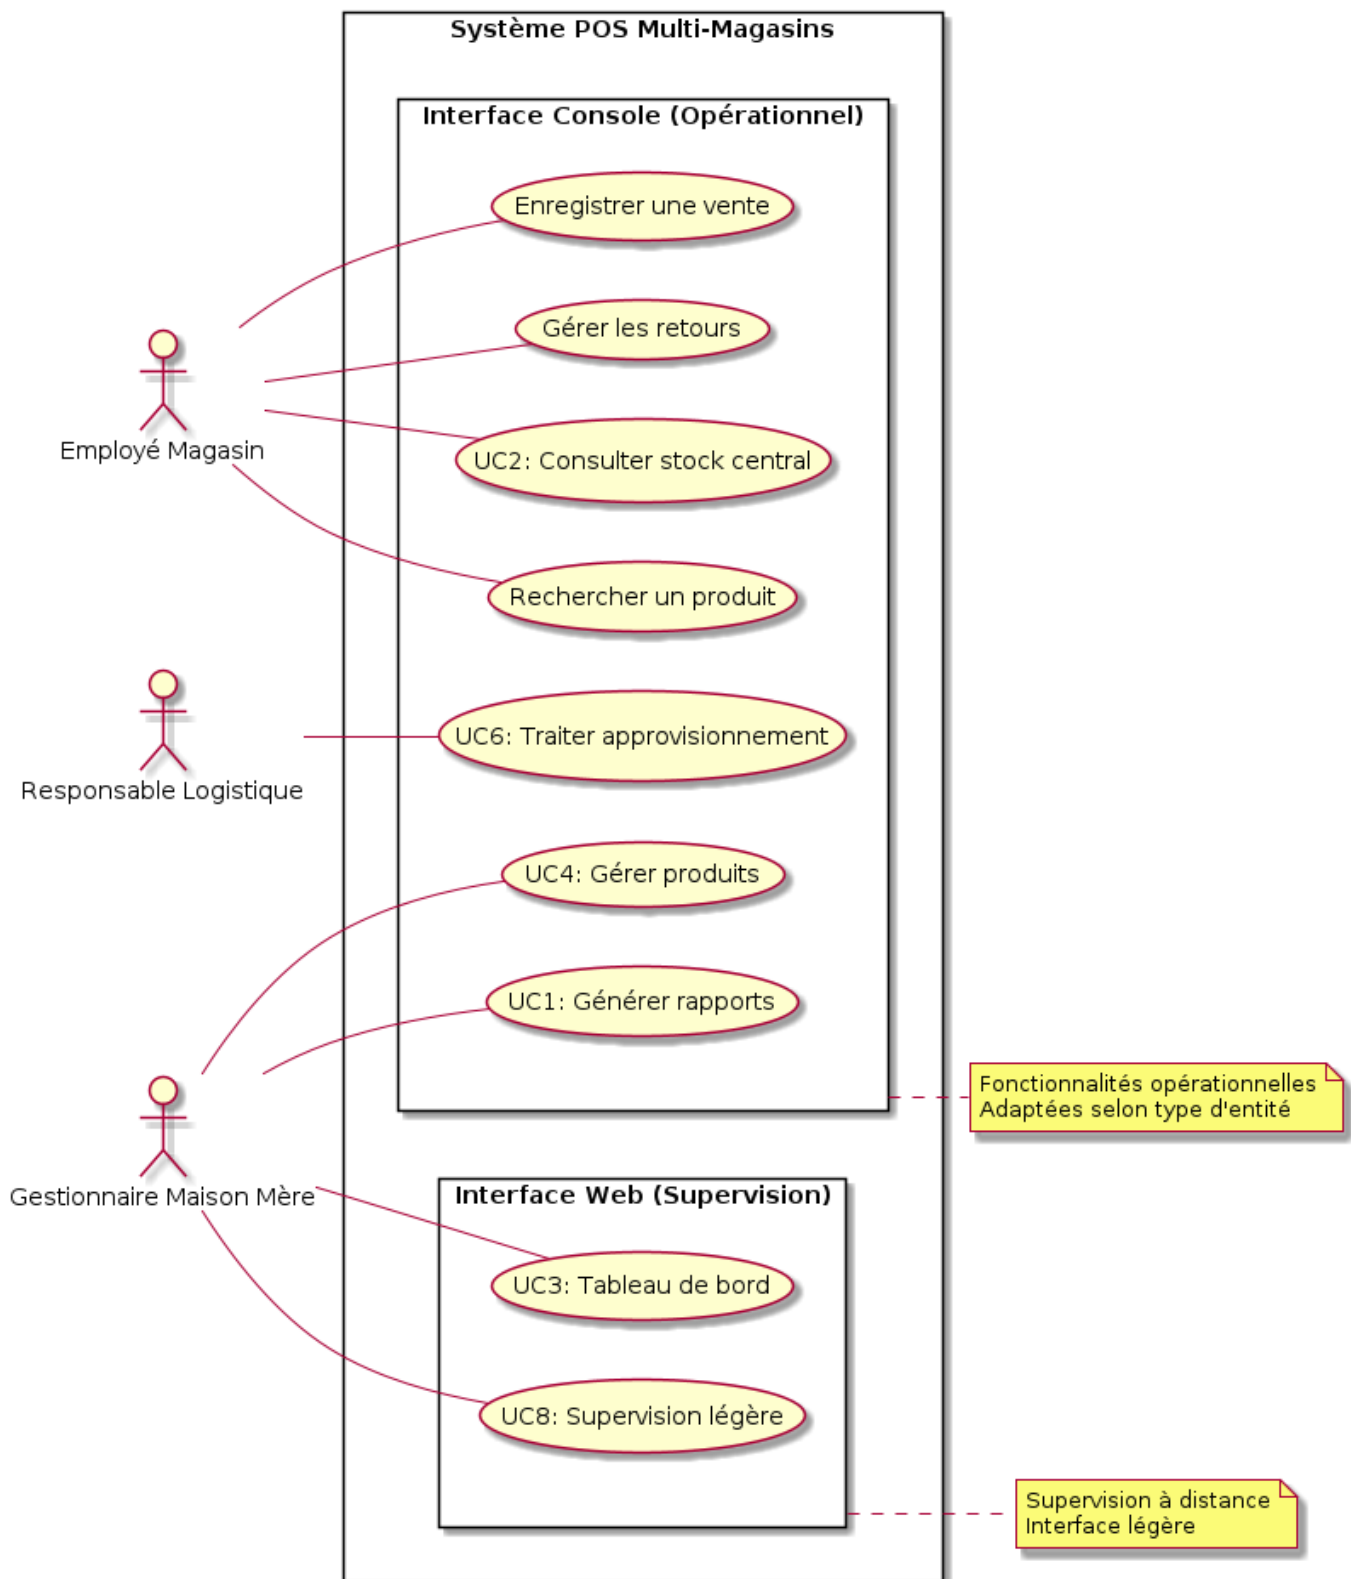 Système POS Multi-Magasins
Interface Console (Opérationnel)
Enregistrer une vente
Gérer les retours
Employé Magasin
UC2: Consulter stock central
Rechercher un produit
UC6: Traiter approvisionnement
Responsable Logistique
UC4: Gérer produits
UC1: Générer rapports
Fonctionnalités opérationnelles
Adaptées selon type d'entité
Gestionnaire Maison Mère
Interface Web (Supervision)
UC3: Tableau de bord
UC8: Supervision légère
Supervision à distance
Interface légère